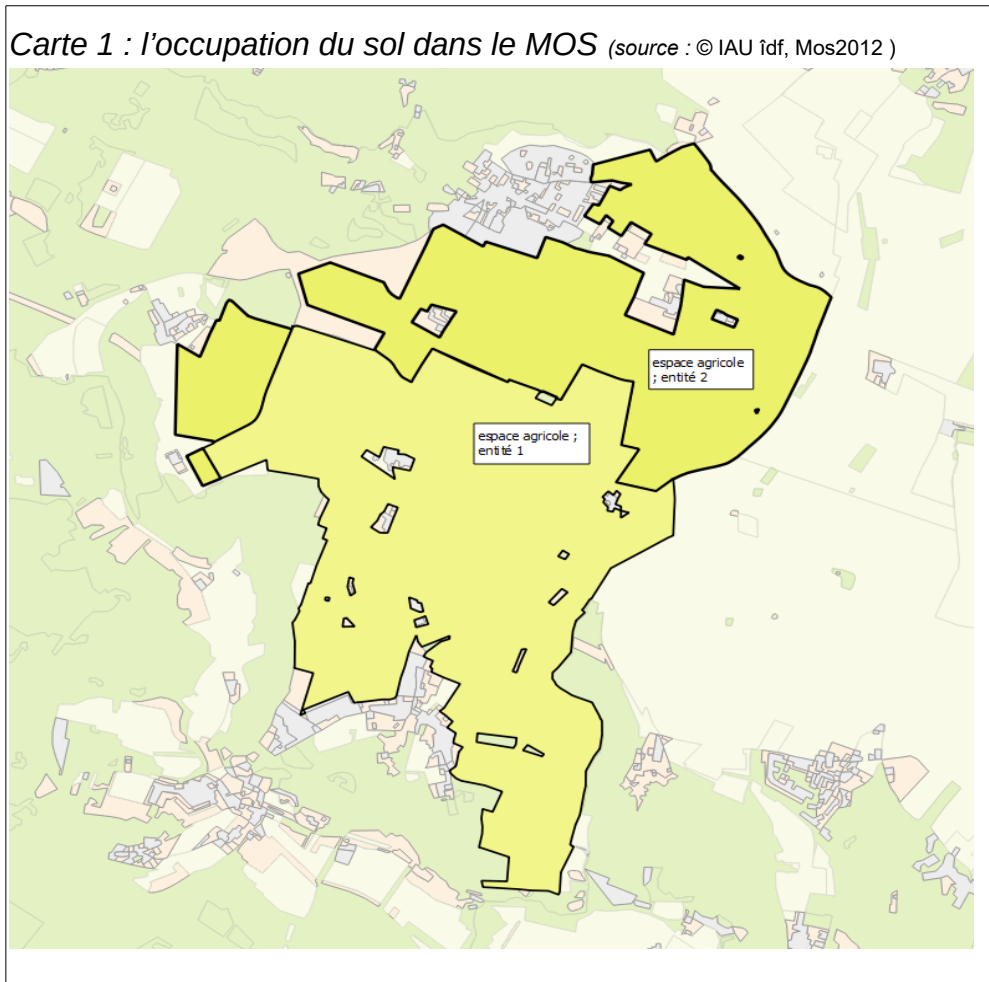 Carte 1 : l’occupation du sol dans le MOS (source : © IAU îdf, Mos2012 )
espace agricole
; entité 2
espace agricole ;
entité 1